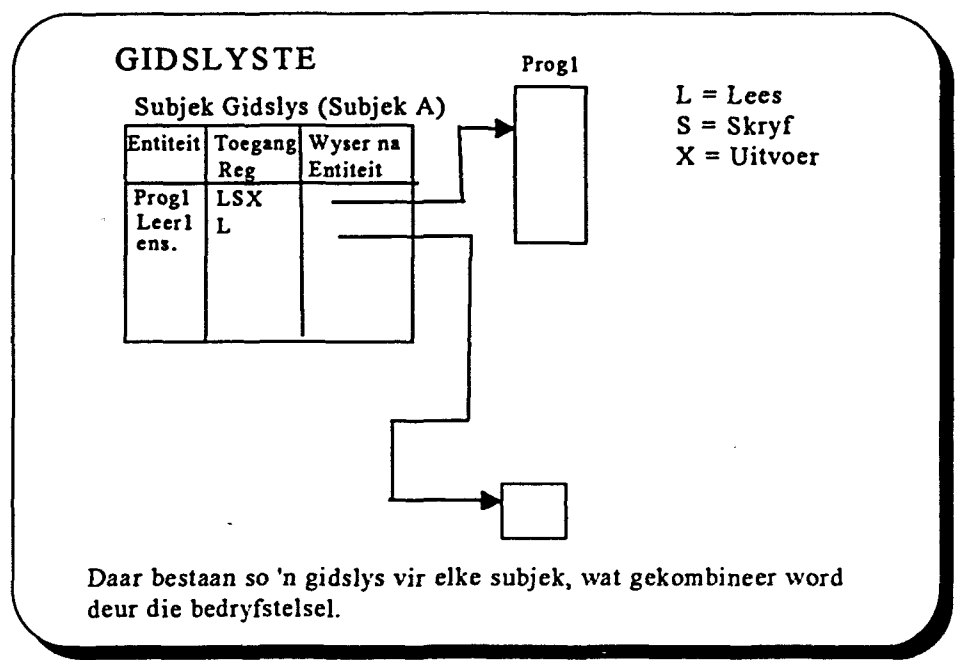 GIDSLYSTE
Prog1
L = Lees
S = Skryf
X = Uitvoer
Subjek Gidslys (Subjek A)
Entiteit Toegang Wyser na
Reg Entiteit
Prog1 LSX
Leer1 L
ens.
Daar bestaan so 'n gidslys vir elke subjek, wat gekombineer word
deur die bedryfstelsel.